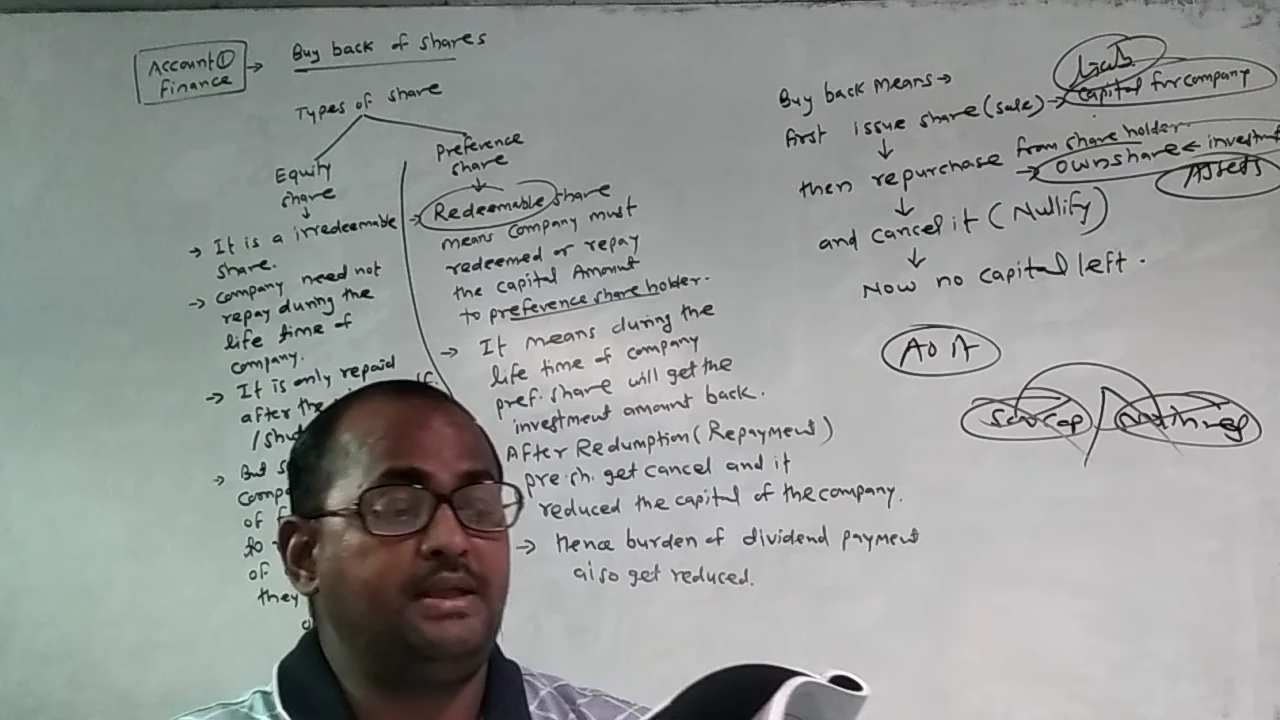 Account ①
Finance
→ Buy back of shares
Types of share
Equity
share
→ It is a irredeemable
share.
→ company need not
repay during the
life time of
company.
→ It is only repaid
after the
→ But
of
of
they
Preference
share
→ Redeemable share
means company must
redeemed or repay
the capital Amount
to preference share holder.
→ It means during the
life time of company
pref. share will get the
investment amount back.
After Redumption (Repayment)
pre.sh. get cancel and it
reduced the capital of the company.
→ Hence burden of dividend payment
also get reduced.
Buy back means →
first issue share (sale) → capital for company
↓
then repurchase from share holder
→ own share < investment
Assets
↓
and cancel it (Nullify)
↓
Now no capital left.
AOA